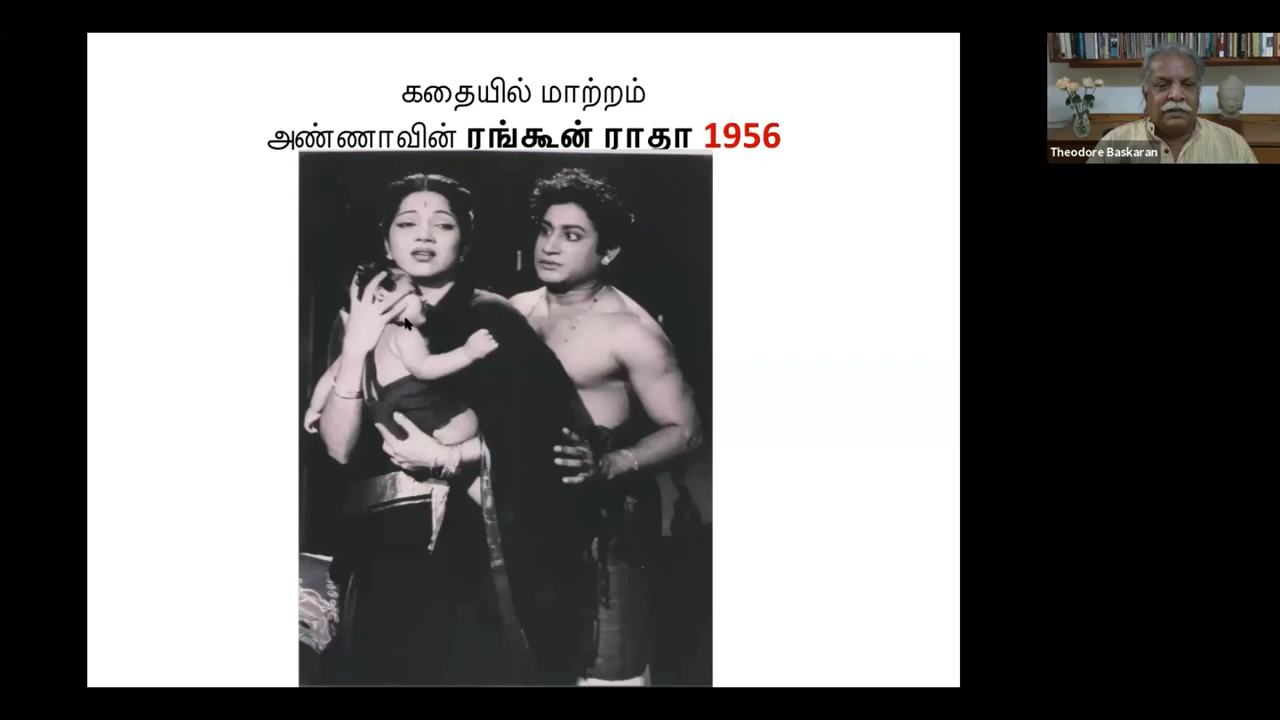 கதையில் மாற்றம்
அண்ணாவின் ரங்கூன் ராதா 1956
Theodore Baskaran